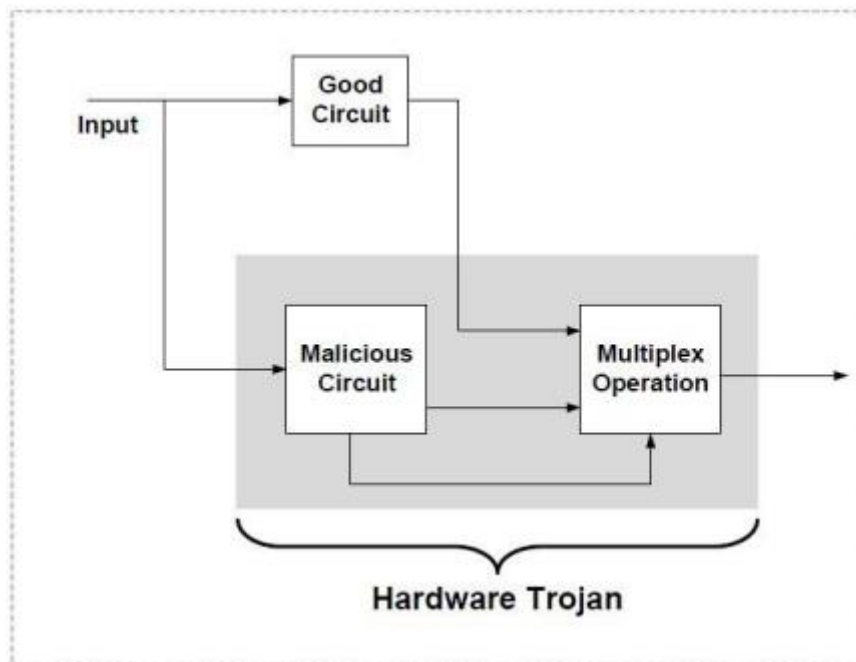 Good
Circuit
Input
Malicious
Circuit
Multiplex
Operation
Hardware Trojan